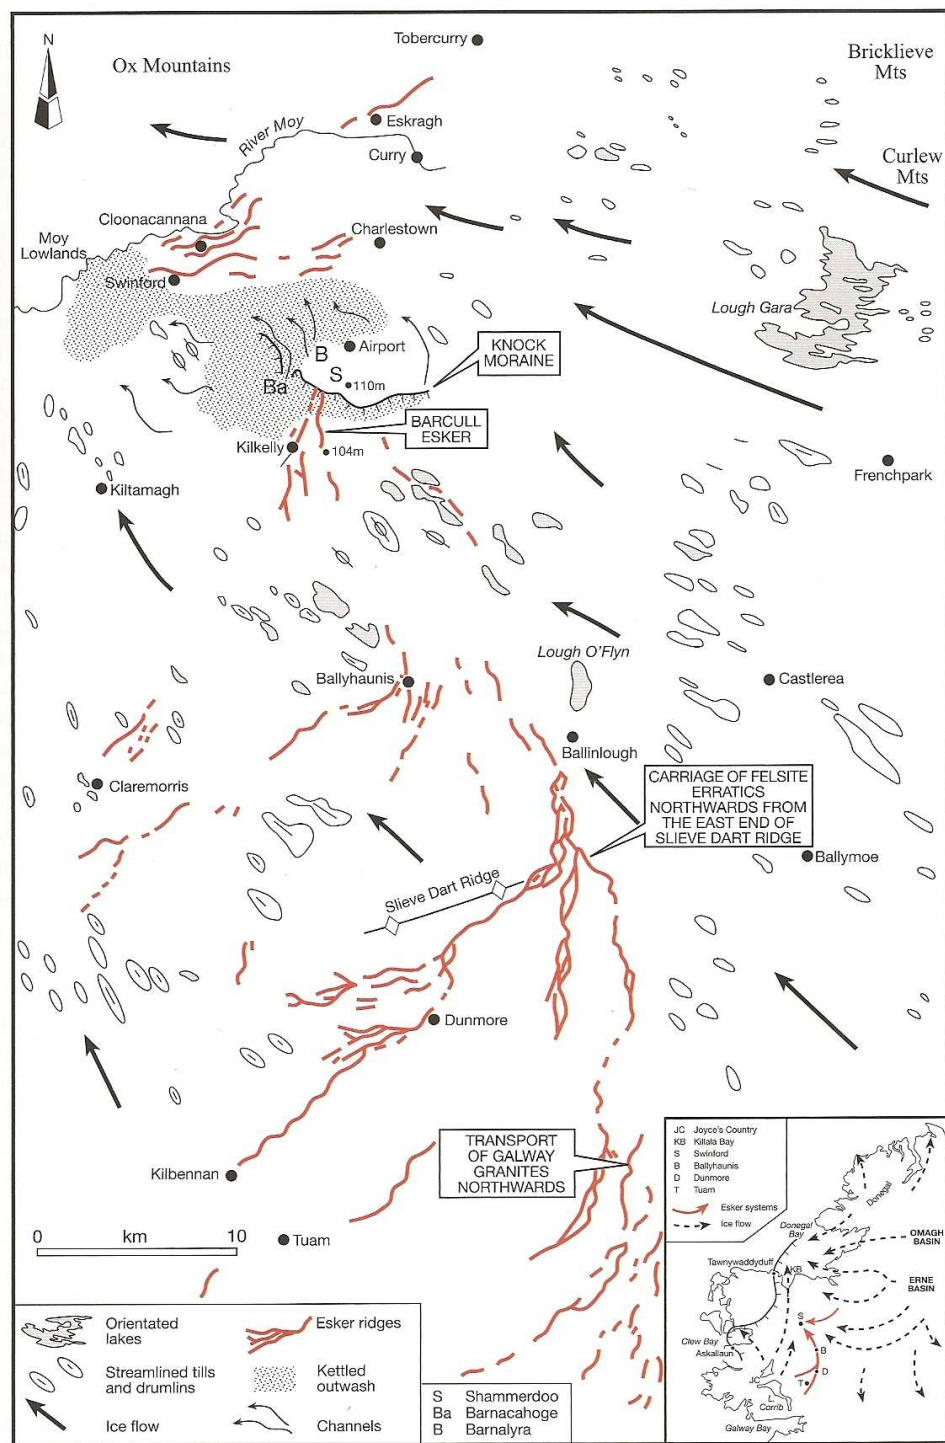 N
Tobercurry
Ox Mountains
Bricklieve
Mts
Eskragh
River Moy
Curry
Curlew
Mts
Cloonacannana
Charlestown
Moy
Lowlands
Swinford
Lough Gara
Airport
B
KNOCK
MORAINE
S
110m
Ba
BARCULL
ESKER
Kilkelly
104m
Frenchpark
Kiltamagh
Lough O'Flyn
Ballyhaunis
Castlerea
Ballinlough
Claremorris
CARRIAGE OF FELSITE
ERRATICS
NORTHWARDS FROM
THE EAST END OF
SLIEVE DART RIDGE
Ballymoe
Slieve Dart Ridge
Dunmore
TRANSPORT
OF GALWAY
GRANITES
NORTHWARDS
Kilbennan
0 km 10
Tuam
Orientated
lakes
Esker ridges
Streamlined tills
and drumlins
Kettled
outwash
Ice flow
Channels
S Shammerdoo
Ba Barnacahoge
B Barnalyra
JC Joyce's Country
KB Killala Bay
S Swinford
B Ballyhaunis
D Dunmore
T Tuam
Esker systems
Ice flow
Donegal
Donegal
Bay
OMAGH
BASIN
Tawnywaddyduff
KB
ERNE
BASIN
S
Clew Bay
Askallaun
B
JC
D
T
Corrib
Galway Bay